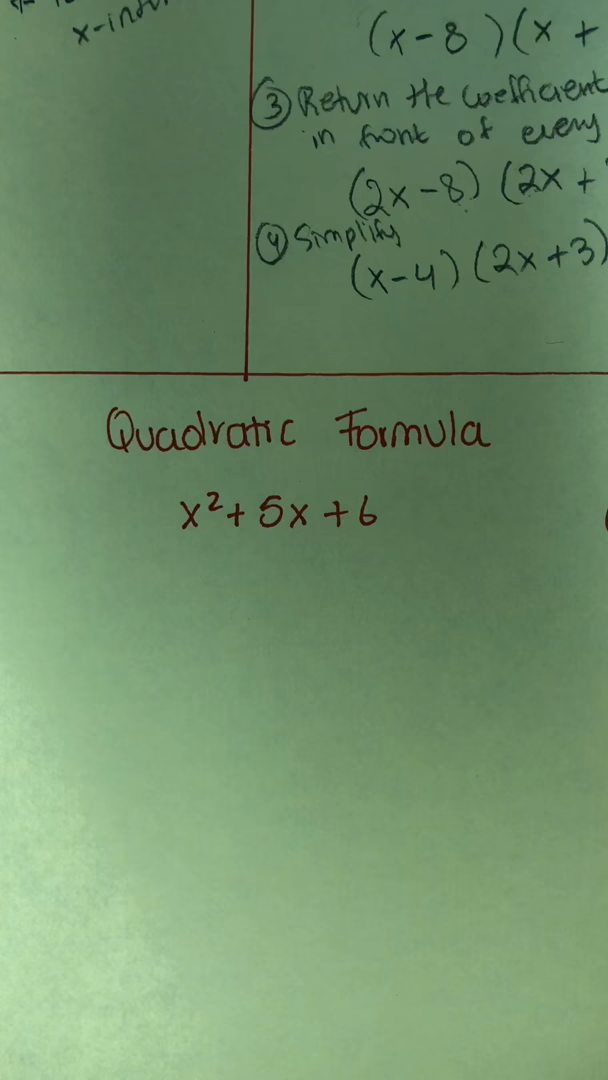 (x-8)(x+
③ Return the coefficient
in front of every
(2x-8)(2x+
④ Simplify
(x-4)(2x+3)
Quadratic Formula
x²+5x+6